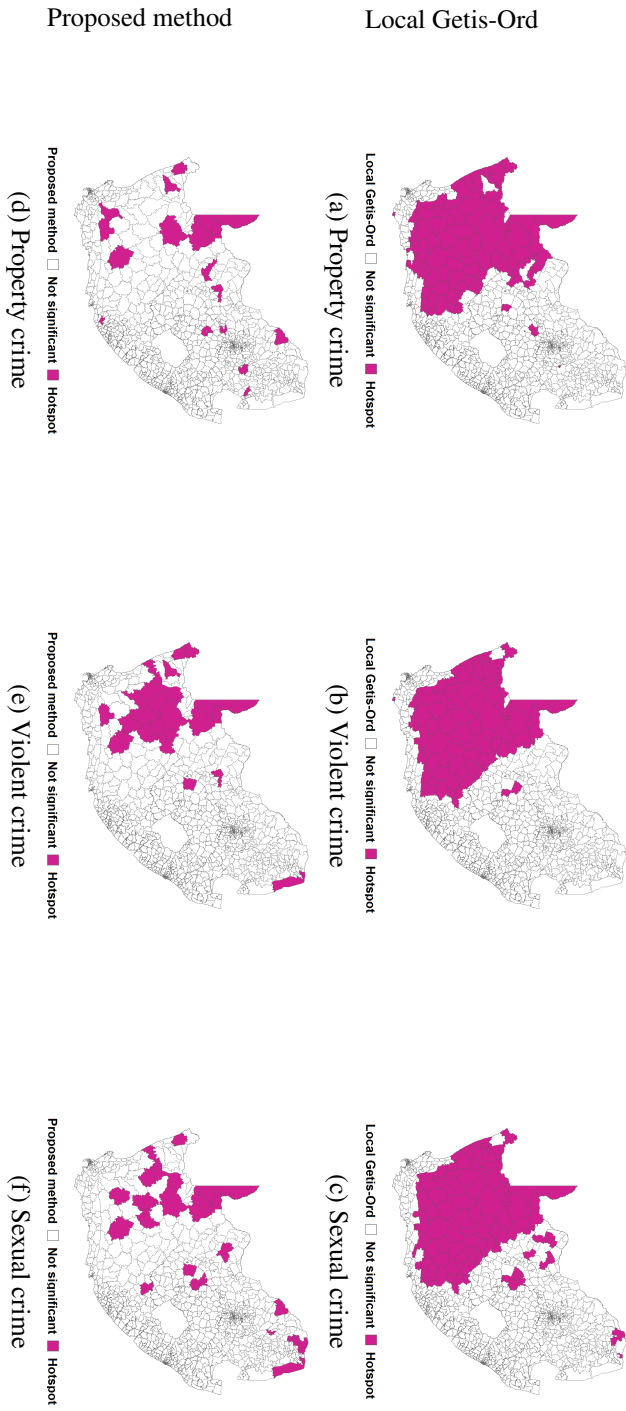 Local Getis-Ord
Local Getis-Ord Not significant Hotspot
(a) Property crime
Local Getis-Ord Not significant Hotspot
(b) Violent crime
Local Getis-Ord Not significant Hotspot
(c) Sexual crime
Proposed method
Proposed method Not significant Hotspot
(d) Property crime
Proposed method Not significant Hotspot
(e) Violent crime
Proposed method Not significant Hotspot
(f) Sexual crime